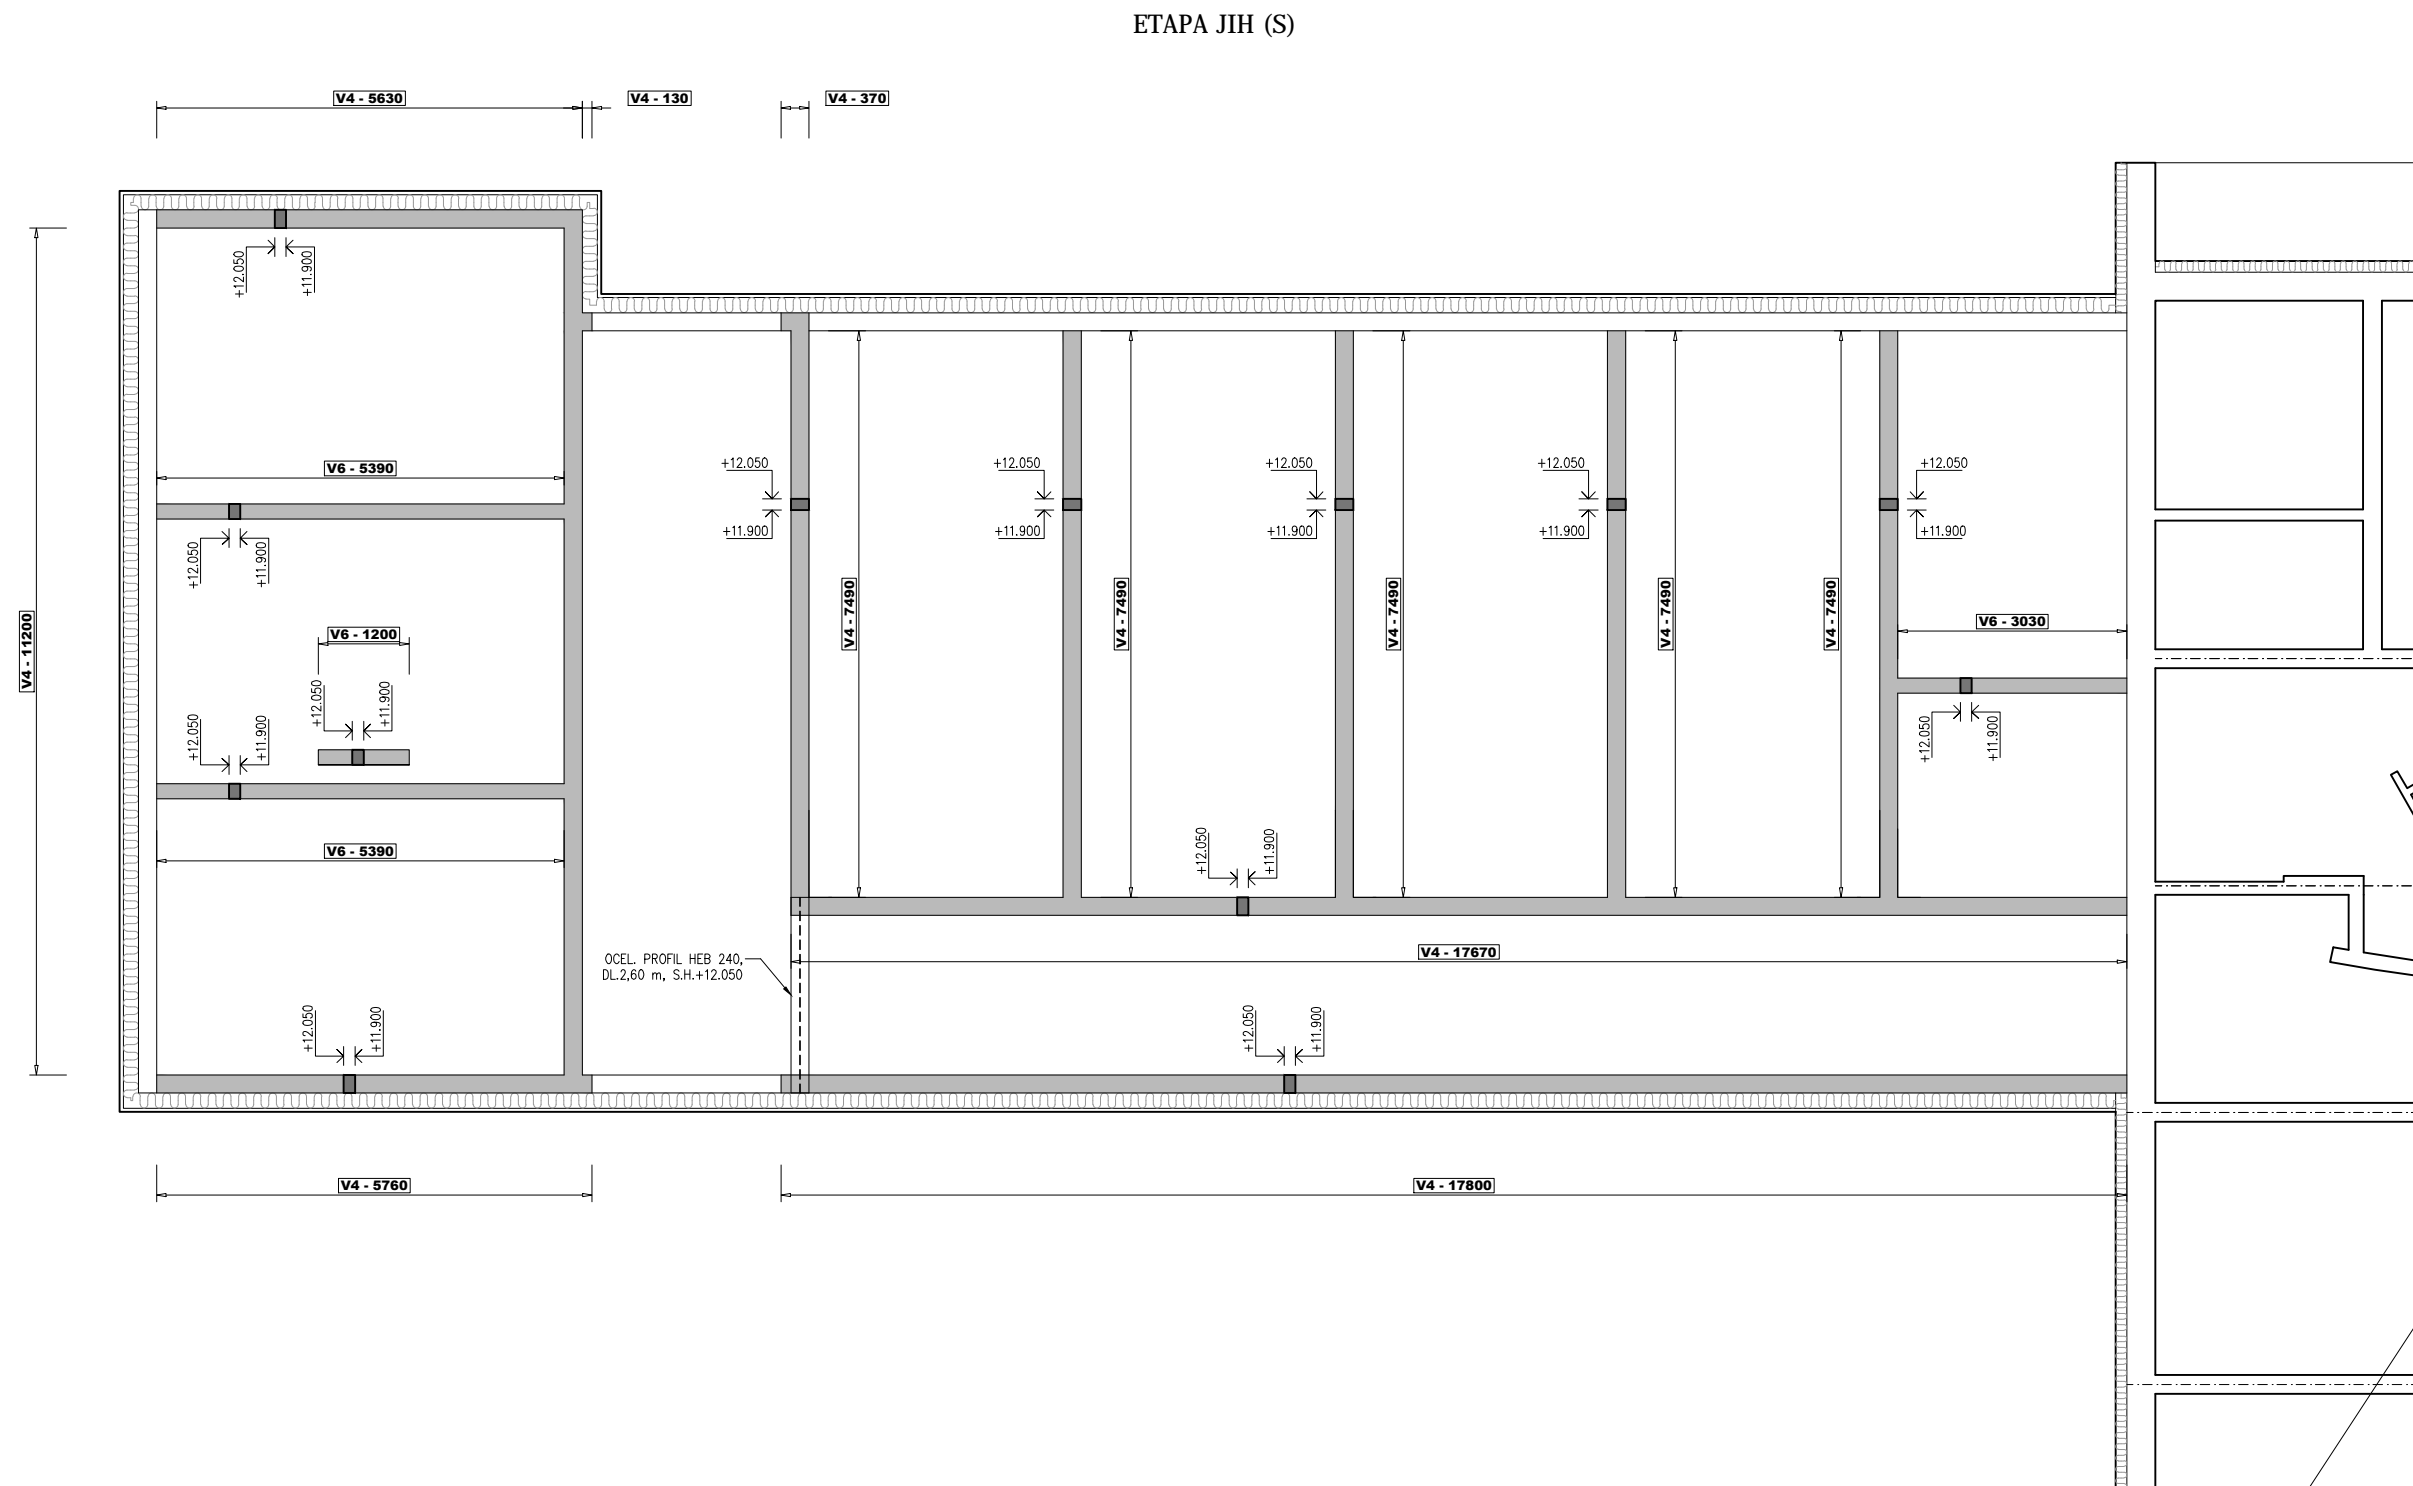 ETAPA JIH (S)
V4 - 5630
V4 - 130
V4 - 370
+12.050
+11.900
V6 - 5390
+12.050
+11.900
+12.050
+11.900
+12.050
+11.900
+12.050
+11.900
+12.050
+11.900
+12.050
+11.900
V4 - 11200
V4 - 7490
V4 - 7490
V4 - 7490
V4 - 7490
V4 - 7490
V6 - 3030
V6 - 1200
+12.050
+11.900
+12.050
+11.900
+12.050
+11.900
V6 - 5390
+12.050
+11.900
V4 - 17670
OCEL. PROFIL HEB 240,
DL.2,60 m, S.H.+12.050
+12.050
+11.900
+12.050
+11.900
V4 - 5760
V4 - 17800